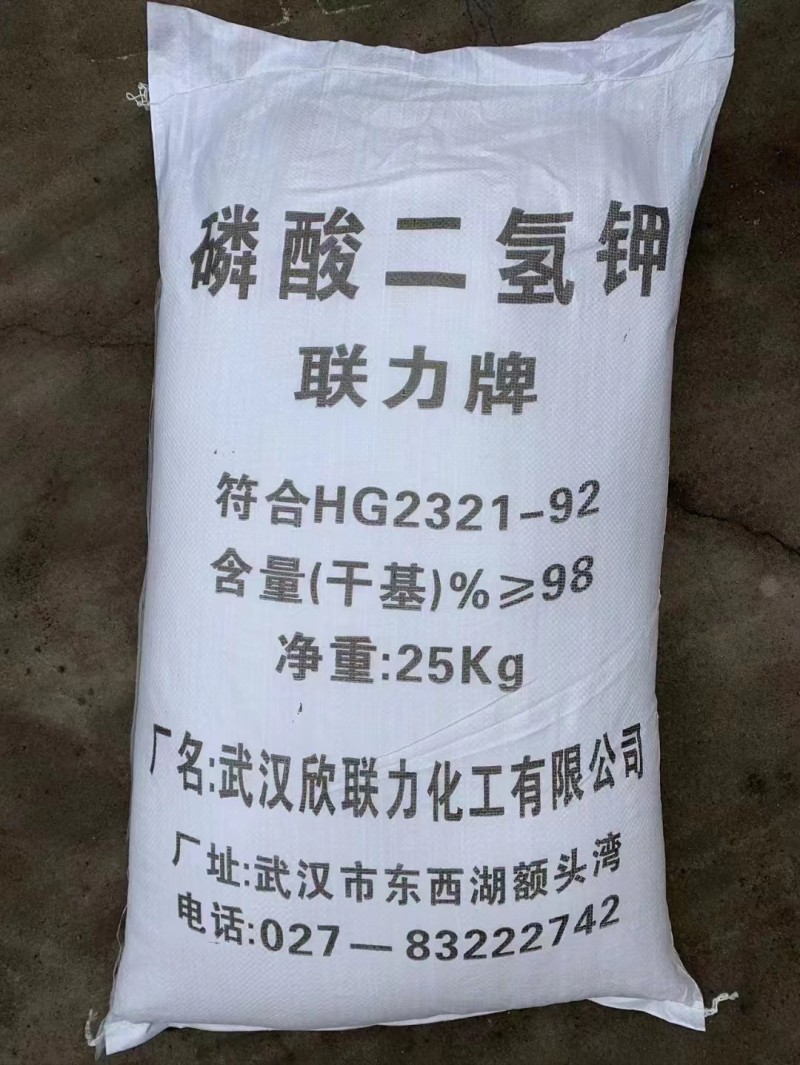 磷酸二氢钾
联力牌
符合HG2321-92
含量(干基)%≥98
净重:25Kg
厂名:武汉欣联力化工有限公司
厂址:武汉市东西湖额头湾
电话:027—83222742